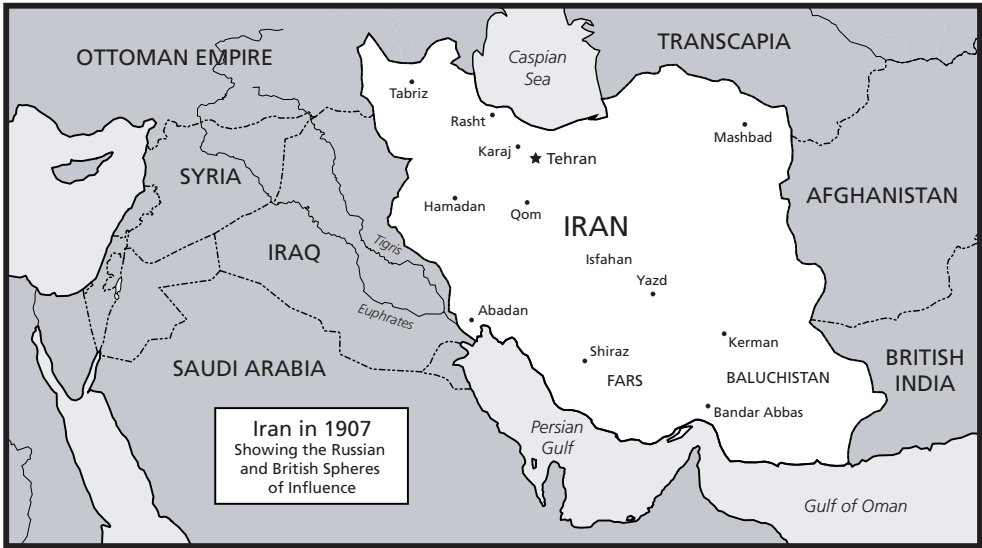 OTTOMAN EMPIRE
Caspian
Sea
TRANSCAPIA
Tabriz
Rasht
Mashbad
Karaj
Tehran
SYRIA
AFGHANISTAN
Hamadan
Qom
IRAN
IRAQ
Tigris
Isfahan
Yazd
Euphrates
Abadan
Kerman
Shiraz
BRITISH
INDIA
SAUDI ARABIA
FARS
BALUCHISTAN
Bandar Abbas
Iran in 1907
Showing the Russian
and British Spheres
of Influence
Persian
Gulf
Gulf of Oman